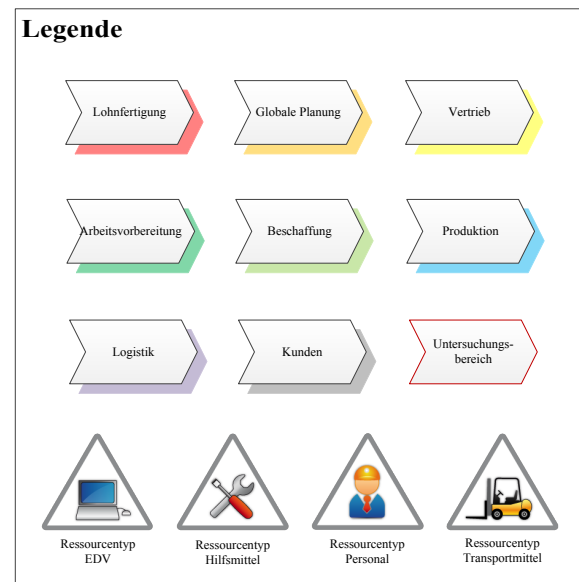 Legende
Lohnfertigung
Globale Planung
Vertrieb
Arbeitsvorbereitung
Beschaffung
Produktion
Logistik
Kunden
Untersuchungs-
bereich
Ressourcentyp
EDV
Ressourcentyp
Hilfsmittel
Ressourcentyp
Personal
Ressourcentyp
Transportmittel